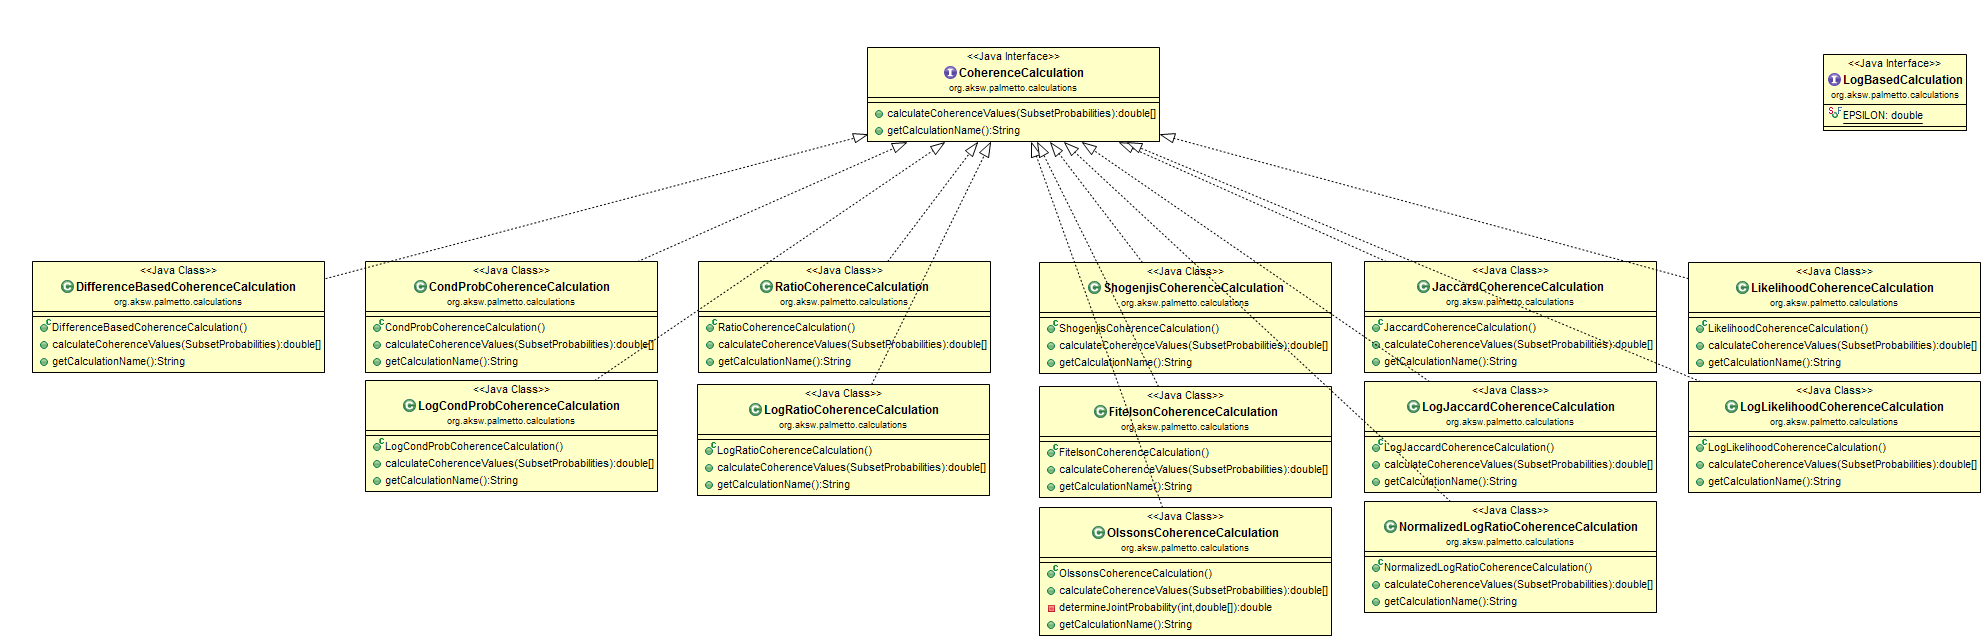 <<Java Interface>>
CoherenceCalculation
org.aksw.palmetto.calculations
calculateCoherenceValues(SubsetProbabilities):double[]
getCalculationName():String
<<Java Interface>>
LogBasedCalculation
org.aksw.palmetto.calculations
EPSILON: double
<<Java Class>>
DifferenceBasedCoherenceCalculation
org.aksw.palmetto.calculations
DifferenceBasedCoherenceCalculation()
calculateCoherenceValues(SubsetProbabilities):double[]
getCalculationName():String
<<Java Class>>
CondProbCoherenceCalculation
org.aksw.palmetto.calculations
CondProbCoherenceCalculation()
calculateCoherenceValues(SubsetProbabilities):double[]
getCalculationName():String
<<Java Class>>
RatioCoherenceCalculation
org.aksw.palmetto.calculations
RatioCoherenceCalculation()
calculateCoherenceValues(SubsetProbabilities):double[]
getCalculationName():String
<<Java Class>>
ShogenjisCoherenceCalculation
org.aksw.palmetto.calculations
ShogenjisCoherenceCalculation()
calculateCoherenceValues(SubsetProbabilities):double[]
getCalculationName():String
<<Java Class>>
JaccardCoherenceCalculation
org.aksw.palmetto.calculations
JaccardCoherenceCalculation()
calculateCoherenceValues(SubsetProbabilities):double[]
getCalculationName():String
<<Java Class>>
LikelihoodCoherenceCalculation
org.aksw.palmetto.calculations
LikelihoodCoherenceCalculation()
calculateCoherenceValues(SubsetProbabilities):double[]
getCalculationName():String
<<Java Class>>
LogCondProbCoherenceCalculation
org.aksw.palmetto.calculations
LogCondProbCoherenceCalculation()
calculateCoherenceValues(SubsetProbabilities):double[]
getCalculationName():String
<<Java Class>>
LogRatioCoherenceCalculation
org.aksw.palmetto.calculations
LogRatioCoherenceCalculation()
calculateCoherenceValues(SubsetProbabilities):double[]
getCalculationName():String
<<Java Class>>
FitelsonCoherenceCalculation
org.aksw.palmetto.calculations
FitelsonCoherenceCalculation()
calculateCoherenceValues(SubsetProbabilities):double[]
getCalculationName():String
<<Java Class>>
LogJaccardCoherenceCalculation
org.aksw.palmetto.calculations
LogJaccardCoherenceCalculation()
calculateCoherenceValues(SubsetProbabilities):double[]
getCalculationName():String
<<Java Class>>
LogLikelihoodCoherenceCalculation
org.aksw.palmetto.calculations
LogLikelihoodCoherenceCalculation()
calculateCoherenceValues(SubsetProbabilities):double[]
getCalculationName():String
<<Java Class>>
OlssonsCoherenceCalculation
org.aksw.palmetto.calculations
OlssonsCoherenceCalculation()
calculateCoherenceValues(SubsetProbabilities):double[]
determineJointProbability(int,double[]):double
getCalculationName():String
<<Java Class>>
NormalizedLogRatioCoherenceCalculation
org.aksw.palmetto.calculations
NormalizedLogRatioCoherenceCalculation()
calculateCoherenceValues(SubsetProbabilities):double[]
getCalculationName():String